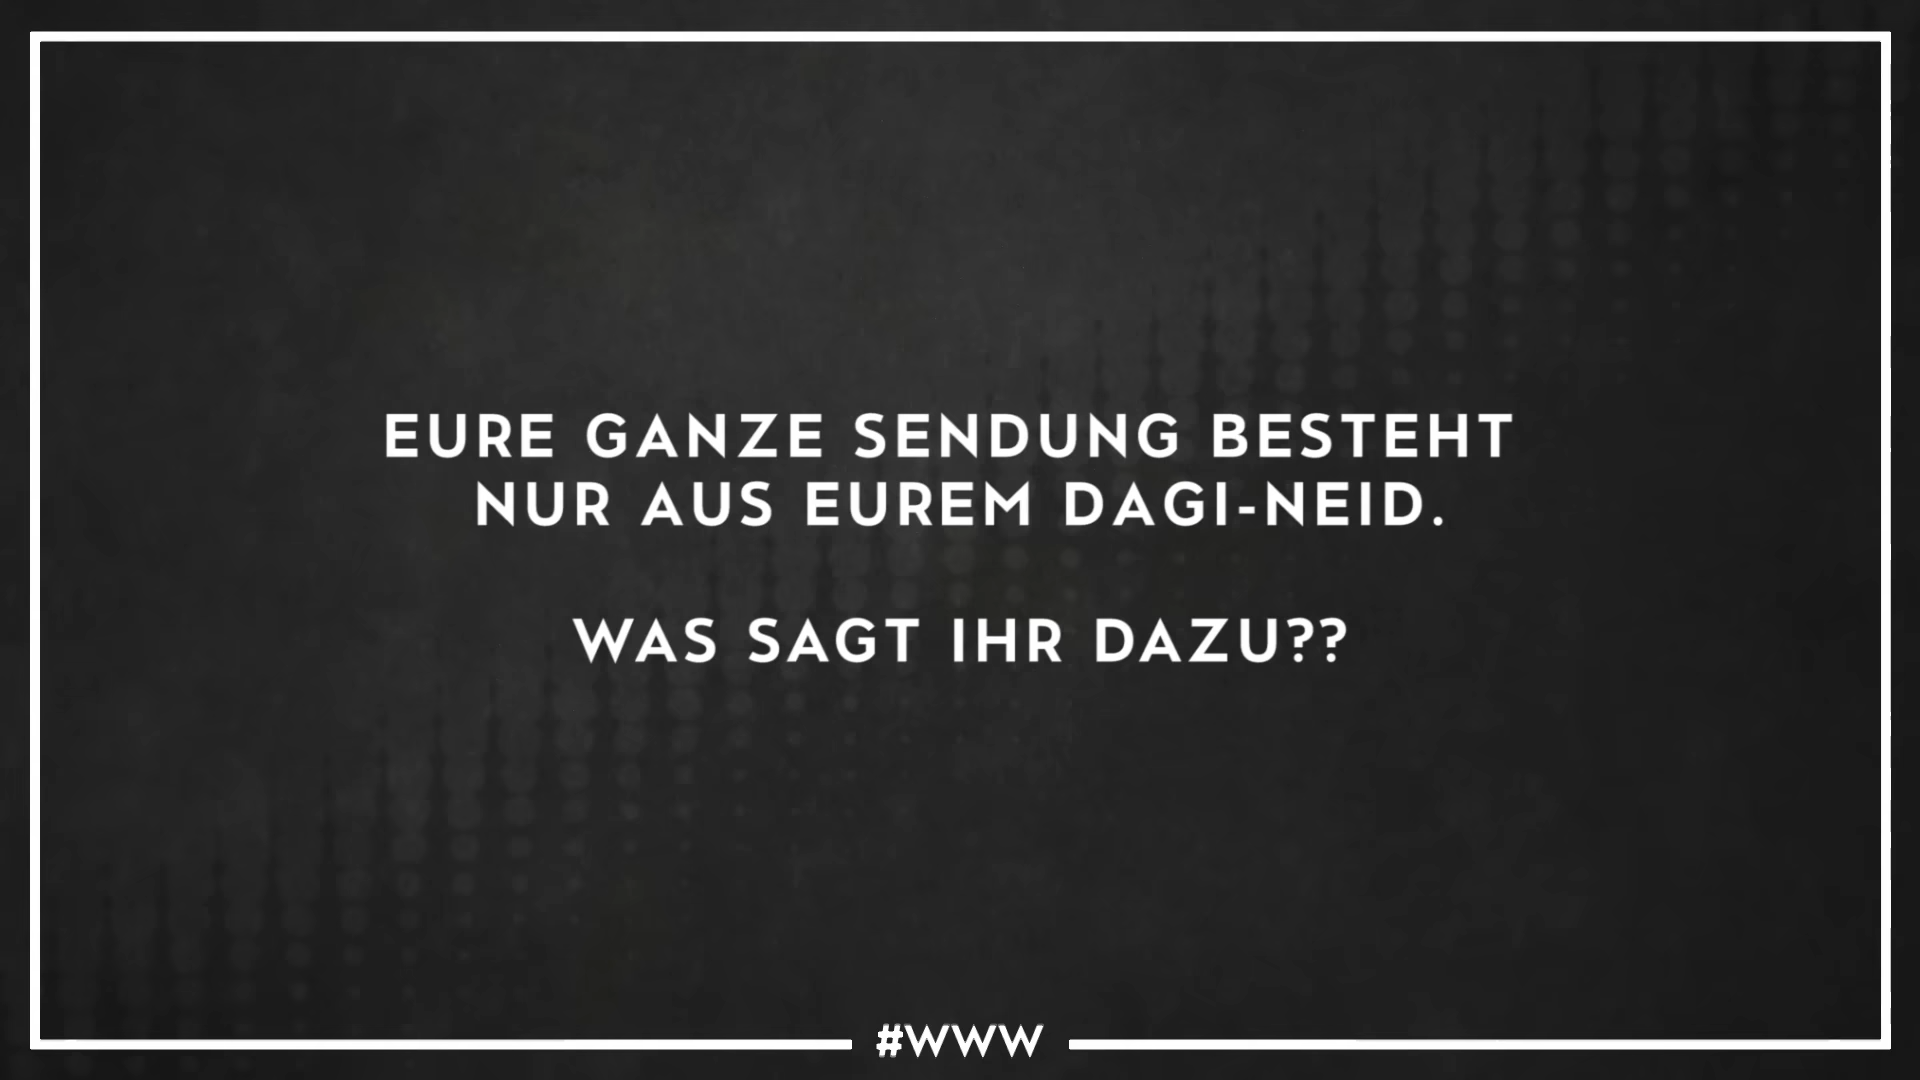 EURE GANZE SENDUNG BESTEHT
NUR AUS EUREM DAGI-NEID.
WAS SAGT IHR DAZU??
#WWW